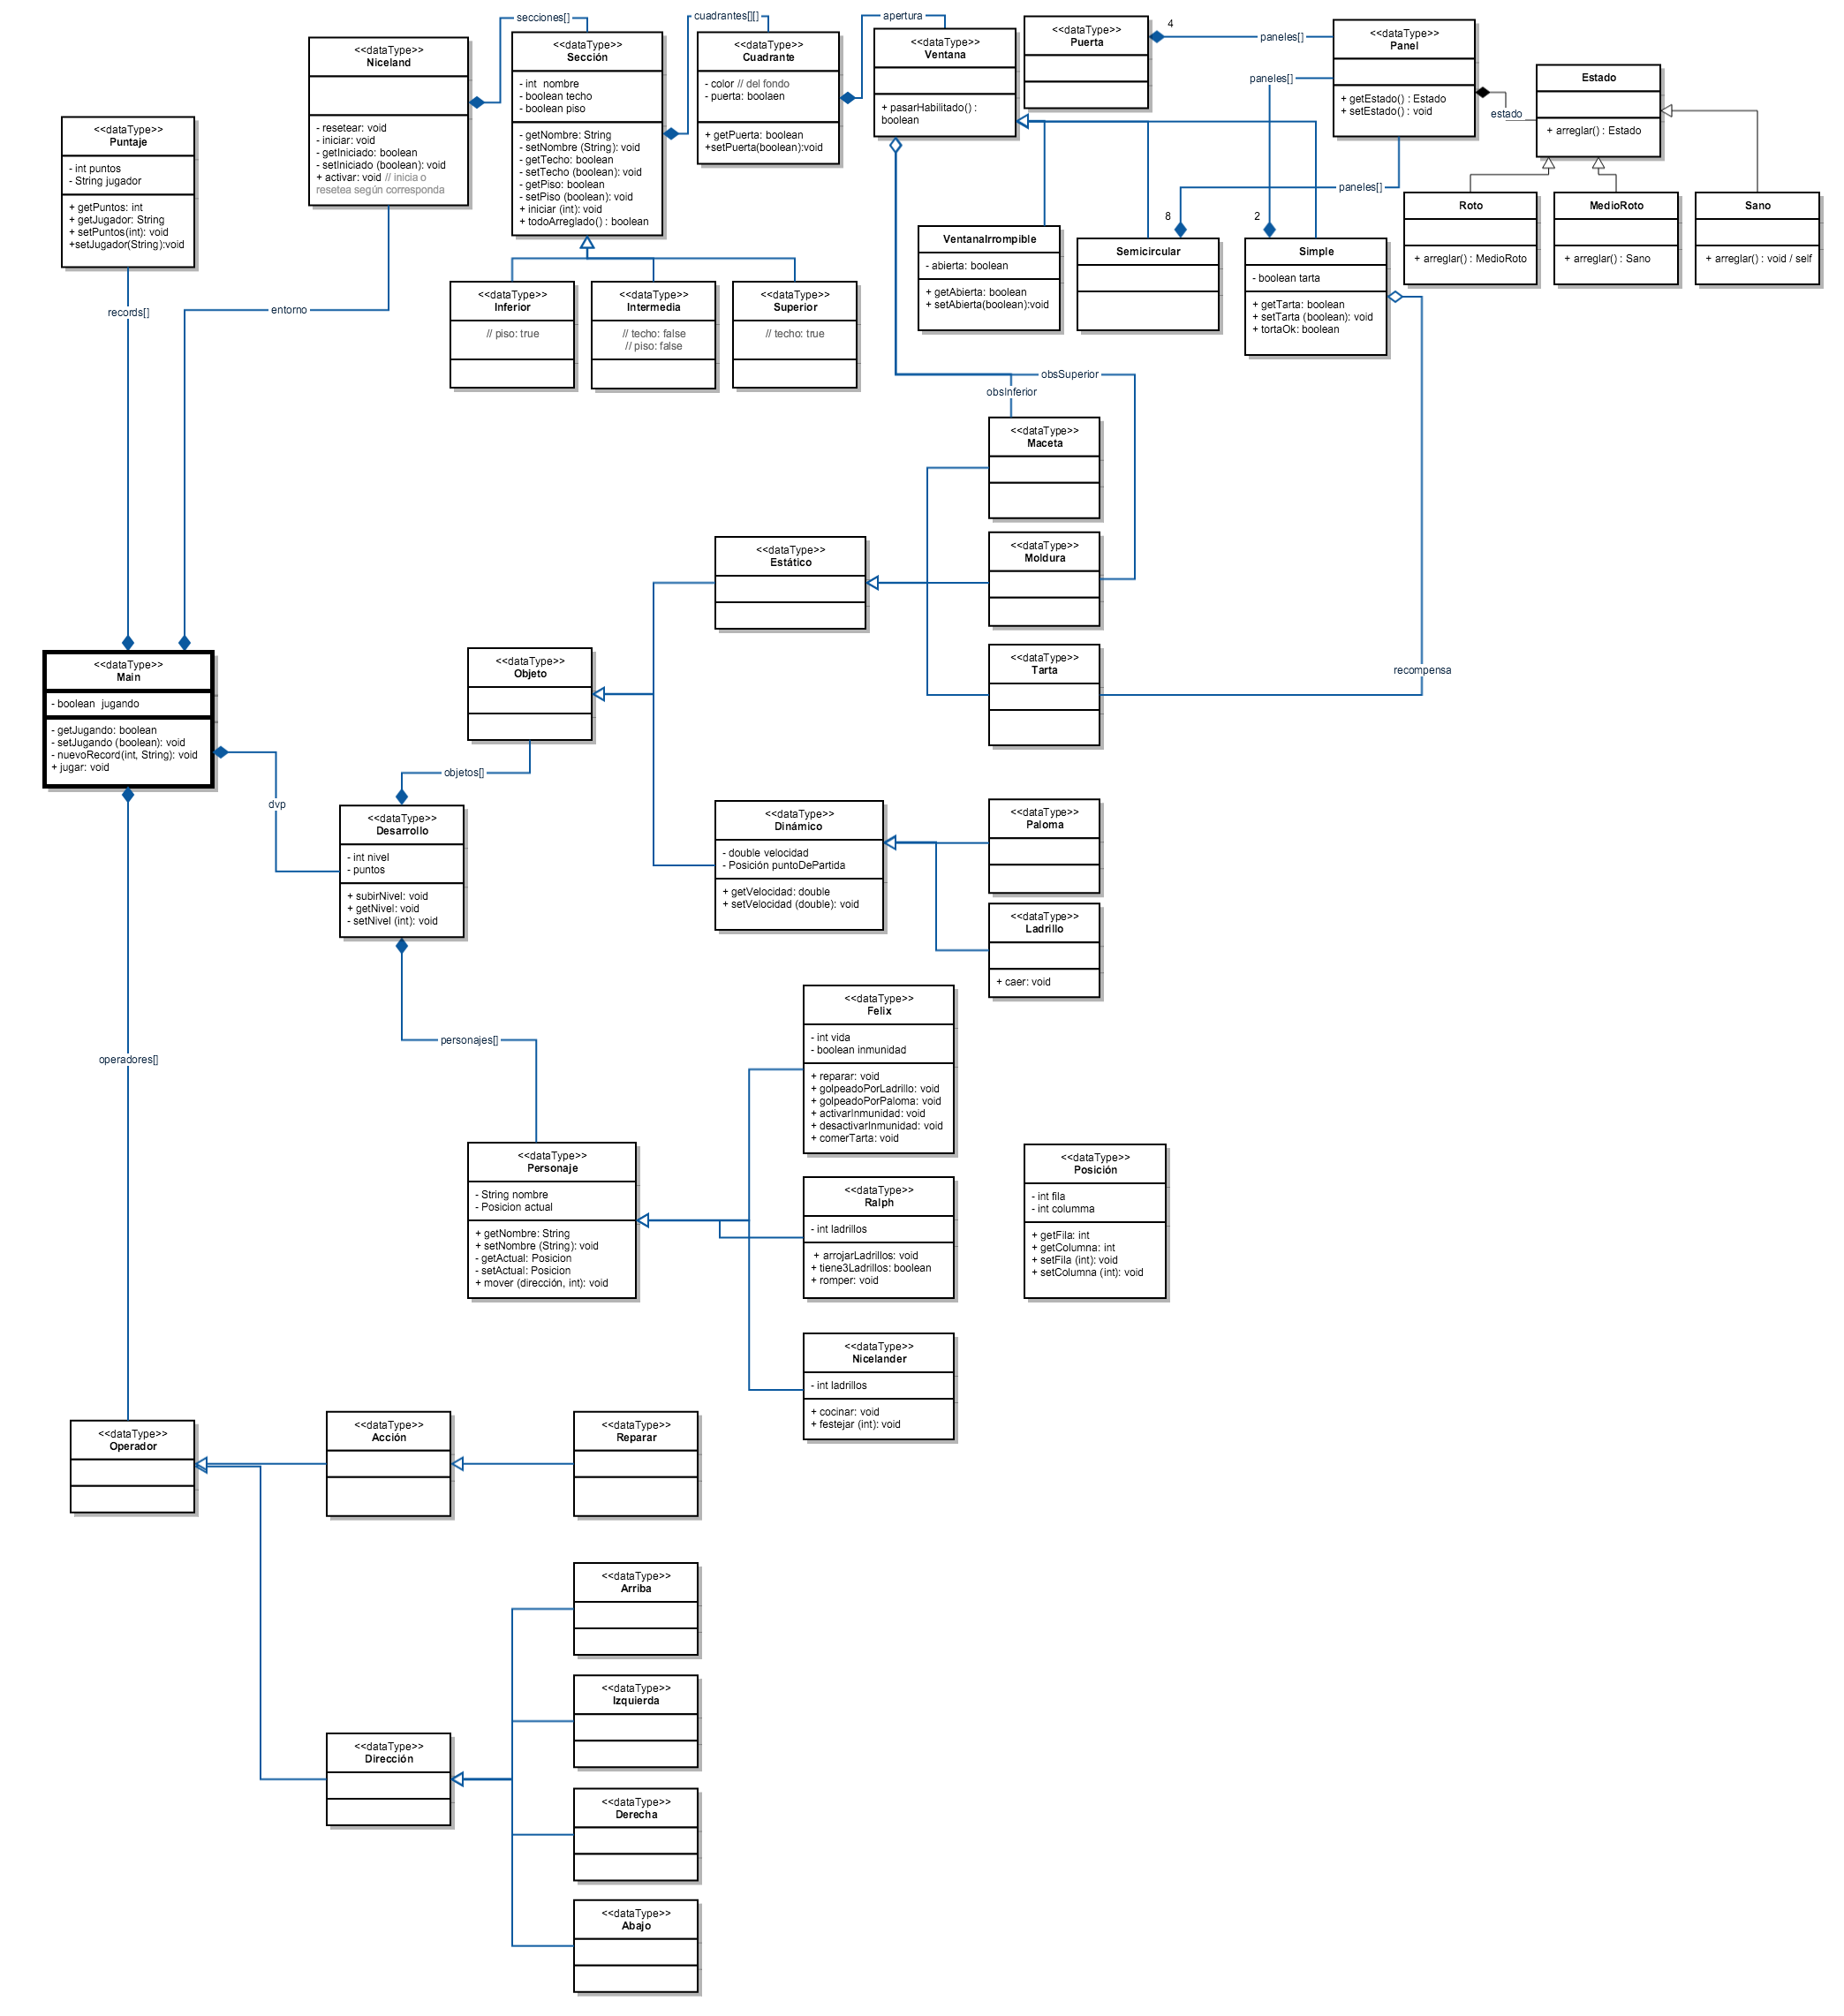 <<dataType>>
Niceland
- resetear: void
- iniciar: void
- getIniciado: boolean
- setIniciado (boolean): void
+ activar: void // inicia o
resetea según corresponda
secciones[]
<<dataType>>
Sección
- int  nombre
- boolean techo
- boolean piso
- getNombre: String
- setNombre (String): void
- getTecho: boolean
- setTecho (boolean): void
- getPiso: boolean
- setPiso (boolean): void
+ iniciar (int): void
+ todoArreglado() : boolean
cuadrantes[][]
<<dataType>>
Cuadrante
- color // del fondo
- puerta: bolaen
+ getPuerta: boolean
+setPuerta(boolean):void
apertura
<<dataType>>
Ventana
+ pasarHabilitado() :
boolean
<<dataType>>
Puerta
4
paneles[]
<<dataType>>
Panel
+ getEstado() : Estado
+ setEstado() : void
paneles[]
estado
Estado
+ arreglar() : Estado
<<dataType>>
Puntaje
- int puntos
- String jugador
+ getPuntos: int
+ getJugador: String
+ setPuntos(int): void
+setJugador(String):void
paneles[]
8
2
Roto
+ arreglar() : MedioRoto
MedioRoto
+ arreglar() : Sano
Sano
+ arreglar() : void / self
VentanaIrrompible
- abierta: boolean
+ getAbierta: boolean
+ setAbierta(boolean):void
Semicircular
Simple
- boolean tarta
+ getTarta: boolean
+ setTarta (boolean): void
+ tortaOk: boolean
<<dataType>>
Inferior
// piso: true
<<dataType>>
Intermedia
// techo: false
// piso: false
<<dataType>>
Superior
// techo: true
records[]
entorno
obsSuperior
obsInferior
<<dataType>>
Maceta
<<dataType>>
Moldura
<<dataType>>
Estático
<<dataType>>
Tarta
recompensa
<<dataType>>
Objeto
<<dataType>>
Main
- boolean  jugando
- getJugando: boolean
- setJugando (boolean): void
- nuevoRecord(int, String): void
+ jugar: void
dvp
objetos[]
<<dataType>>
Desarrollo
- int nivel
- puntos
+ subirNivel: void
+ getNivel: void
- setNivel (int): void
<<dataType>>
Dinámico
- double velocidad
- Posición puntoDePartida
+ getVelocidad: double
+ setVelocidad (double): void
<<dataType>>
Paloma
<<dataType>>
Ladrillo
+ caer: void
<<dataType>>
Felix
- int vida
- boolean inmunidad
+ reparar: void
+ golpeadoPorLadrillo: void
+ golpeadoPorPaloma: void
+ activarInmunidad: void
+ desactivarInmunidad: void
+ comerTarta: void
personajes[]
operadores[]
<<dataType>>
Personaje
- String nombre
- Posicion actual
+ getNombre: String
+ setNombre (String): void
- getActual: Posicion
- setActual: Posicion
+ mover (dirección, int): void
<<dataType>>
Ralph
- int ladrillos
+ arrojarLadrillos: void
+ tiene3Ladrillos: boolean
+ romper: void
<<dataType>>
Posición
- int fila
- int columma
+ getFila: int
+ getColumna: int
+ setFila (int): void
+ setColumna (int): void
<<dataType>>
Nicelander
- int ladrillos
+ cocinar: void
+ festejar (int): void
<<dataType>>
Operador
<<dataType>>
Acción
<<dataType>>
Reparar
<<dataType>>
Arriba
<<dataType>>
Izquierda
<<dataType>>
Dirección
<<dataType>>
Derecha
<<dataType>>
Abajo